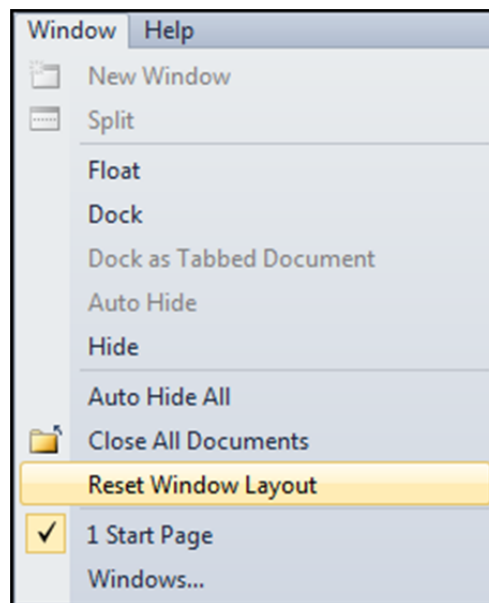 Window Help
New Window
Split
Float
Dock
Dock as Tabbed Document
Auto Hide
Hide
Auto Hide All
Close All Documents
Reset Window Layout
1 Start Page
Windows...